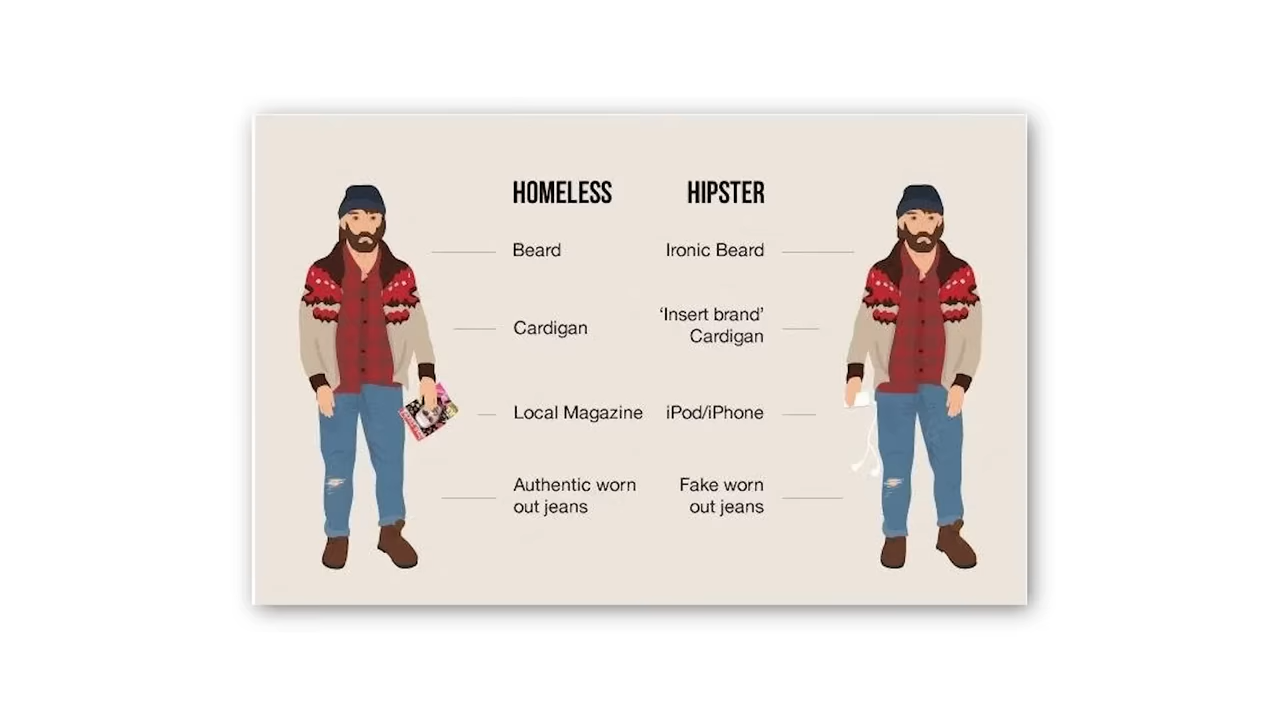 HOMELESS
HIPSTER
Beard
Ironic Beard
Cardigan
‘Insert brand’
Cardigan
Local Magazine
iPod/iPhone
Authentic worn
out jeans
Fake worn
out jeans